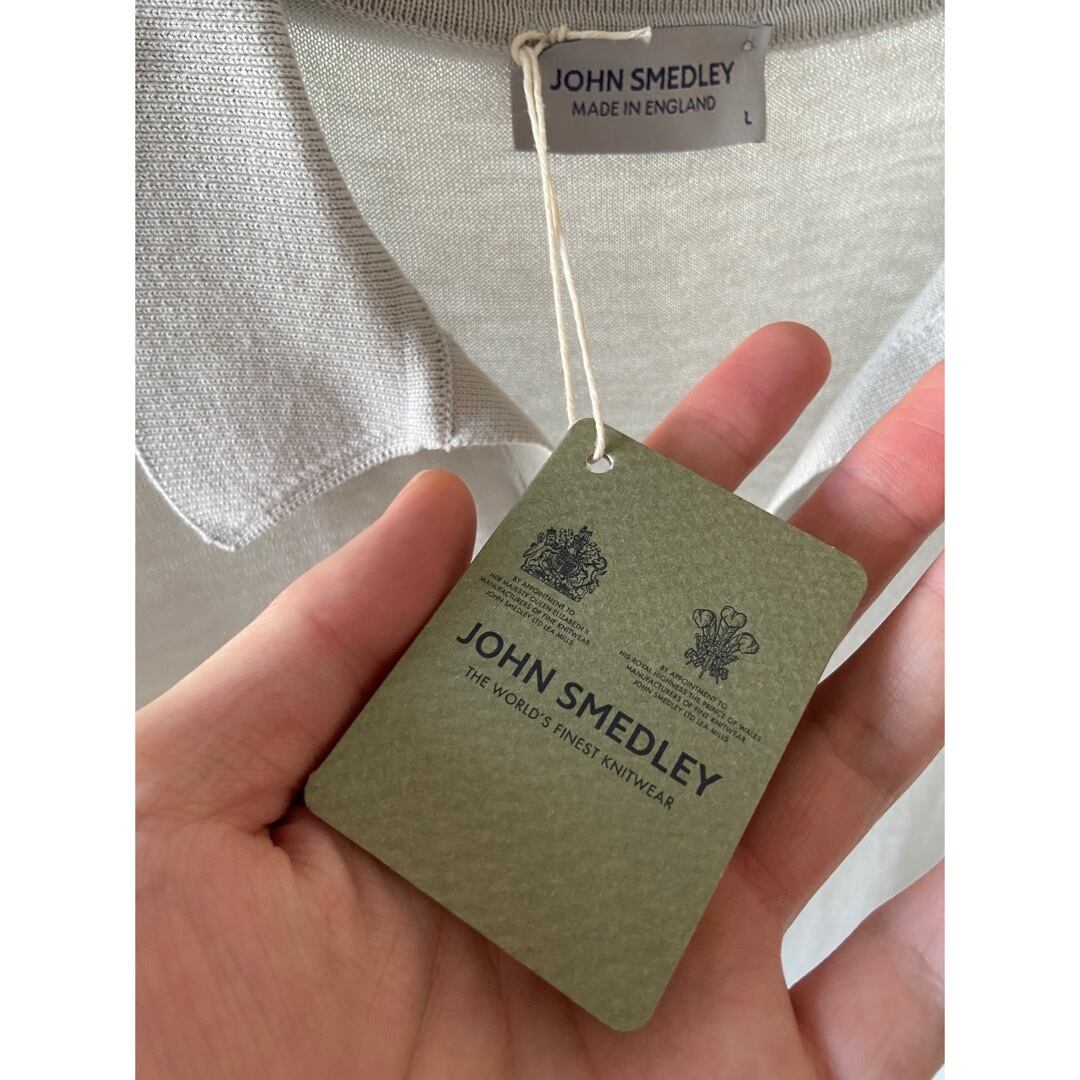 JOHN SMEDLEY
MADE IN ENGLAND
L
BY APPOINTMENT TO
HER MAJESTY QUEEN ELIZABETH II
MANUFACTURERS OF FINE KNITWEAR
JOHN SMEDLEY LTD LEA MILLS
BY APPOINTMENT TO
HIS ROYAL HIGHNESS THE PRINCE OF WALES
MANUFACTURERS OF FINE KNITWEAR
JOHN SMEDLEY LTD LEA MILLS
JOHN SMEDLEY
THE WORLD'S FINEST KNITWEAR